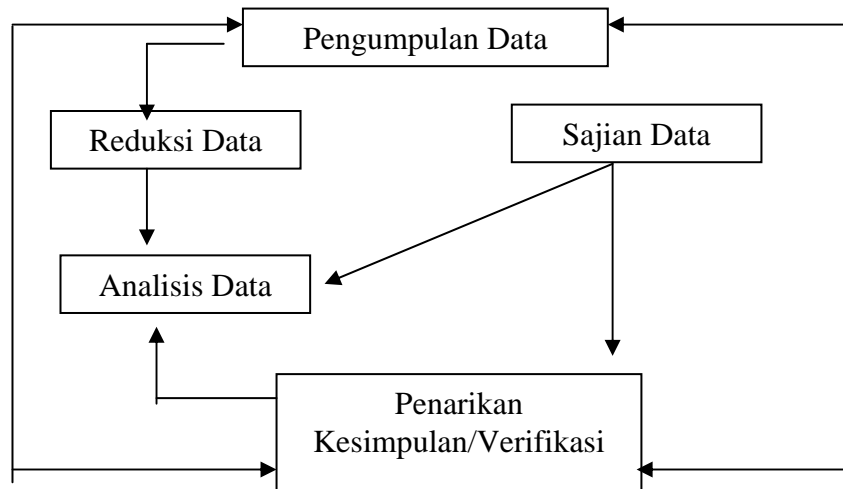 Pengumpulan Data
Reduksi Data
Sajian Data
Analisis Data
Penarikan
Kesimpulan/Verifikasi